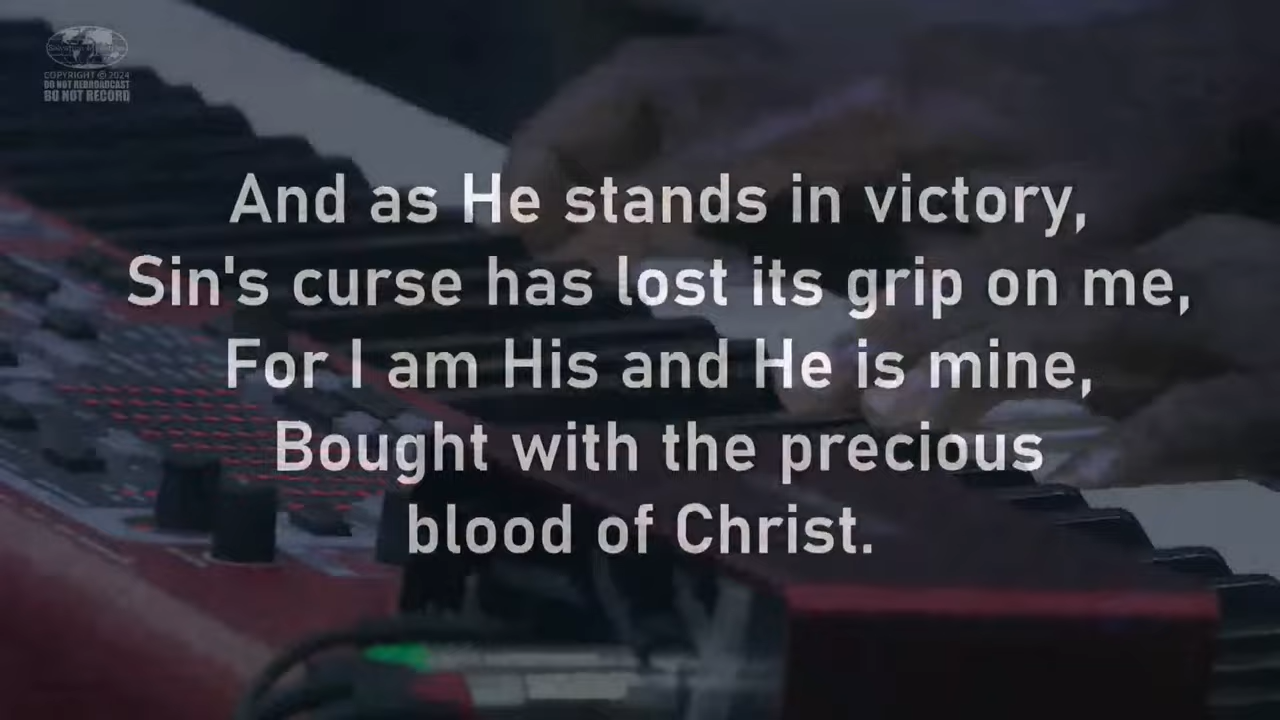 COPYRIGHT © 2024
DO NOT REBROADCAST
DO NOT RECORD
And as He stands in victory,
Sin's curse has lost its grip on me,
For I am His and He is mine,
Bought with the precious
blood of Christ.